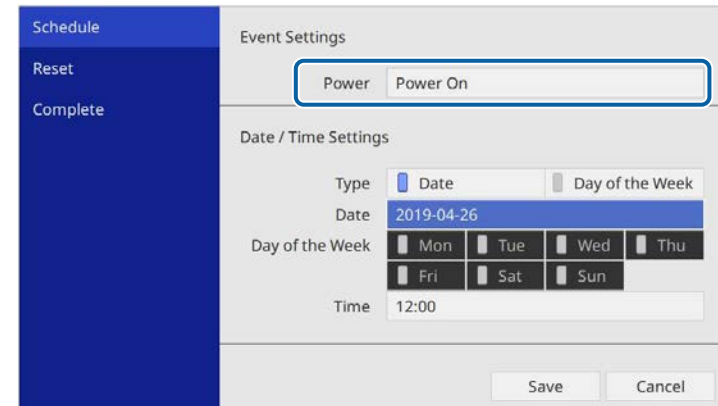 Schedule
Reset
Complete
Event Settings
Power Power On
Date / Time Settings
Type Date Day of the Week
Date 2019-04-26
Day of the Week Mon Tue Wed Thu
Fri Sat Sun
Time 12:00
Save Cancel